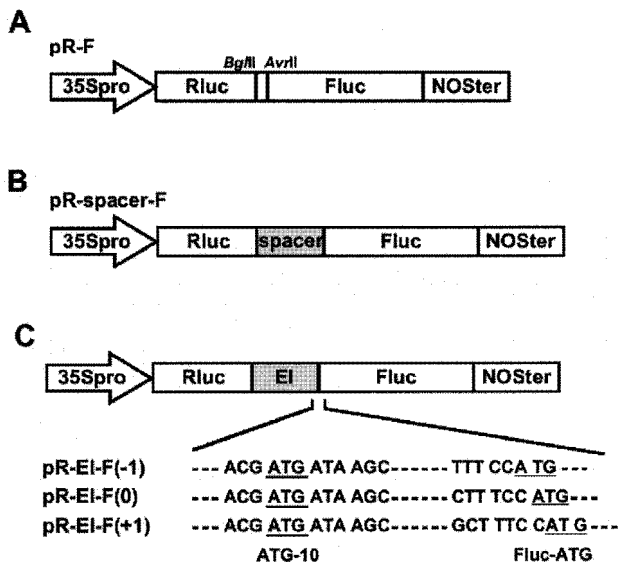 A
pR-F
BglII AvrII
35Spro Rluc Fluc NOSter
B
pR-spacer-F
35Spro Rluc spacer Fluc NOSter
C
35Spro Rluc EI Fluc NOSter
pR-EI-F(-1) --- ACG ATG ATA AGC------TTT TCCA TG---
pR-EI-F(0) --- ACG ATG ATA AGC------CTT TCC ATG---
pR-EI-F(+1) --- ACG ATG ATA AGC------GCT TTC CAT G---
ATG-10 Fluc-ATG